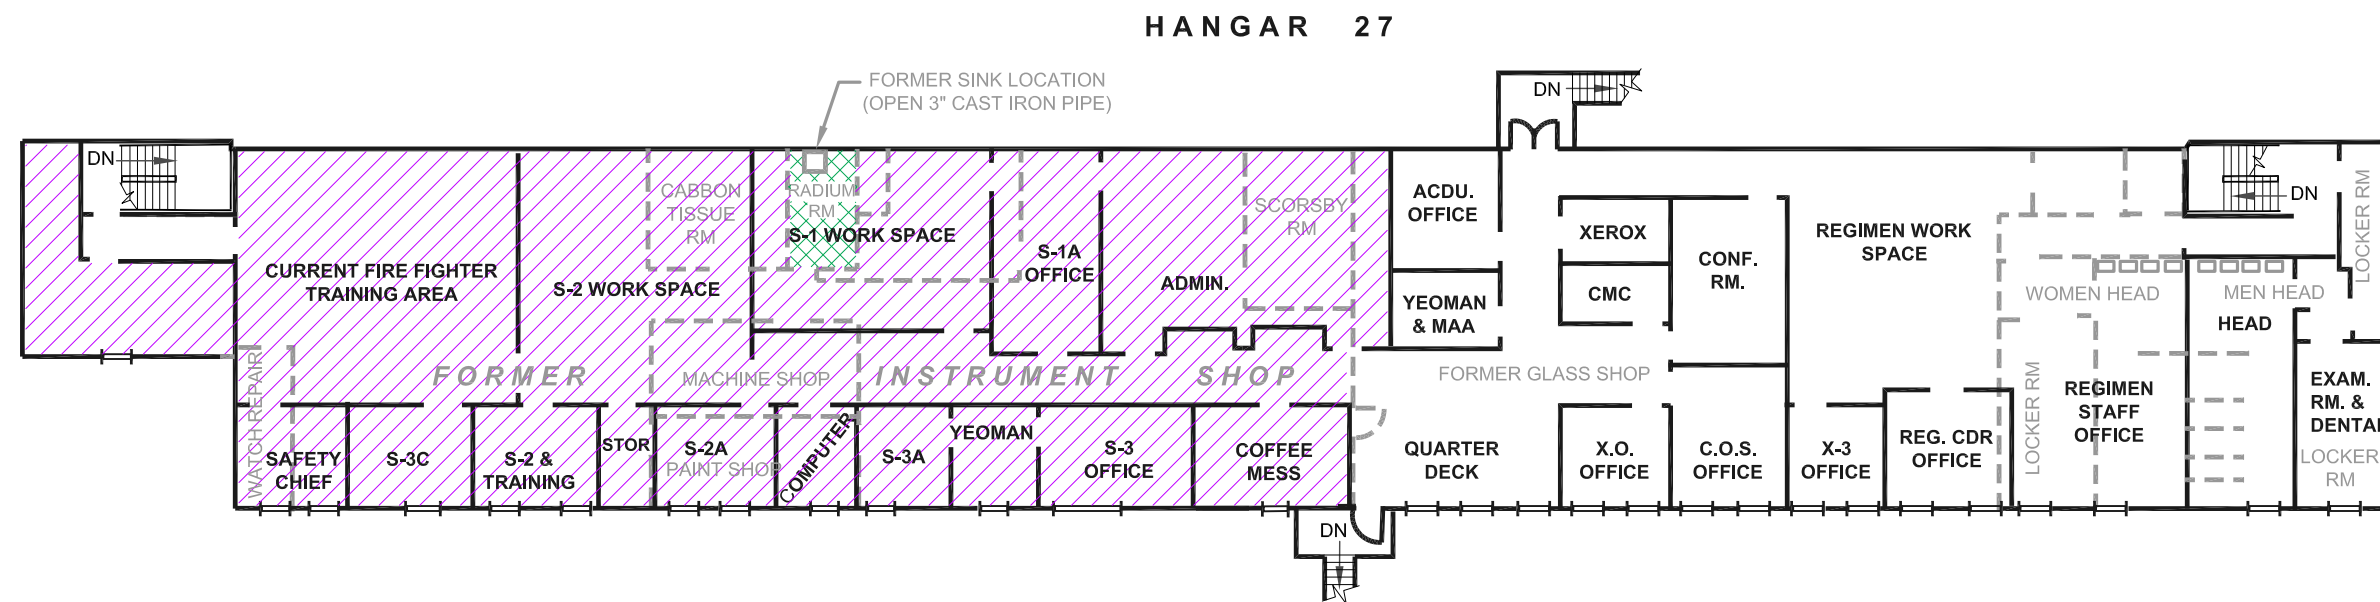 HANGAR 27
FORMER SINK LOCATION
(OPEN 3" CAST IRON PIPE)
DN
DN
DN
DN
CABBON
TISSUE
RM
RADIUM
RM
SCORSBY
RM
ACDU.
OFFICE
XEROX
CMC
CONF.
RM.
REGIMEN WORK
SPACE
LOCKER RM
CURRENT FIRE FIGHTER
TRAINING AREA
S-2 WORK SPACE
S-1 WORK SPACE
S-1A
OFFICE
ADMIN.
YEOMAN
& MAA
WOMEN HEAD
MEN HEAD
HEAD
WATCH REPAIR
FORMER
MACHINE SHOP
INSTRUMENT
SHOP
FORMER GLASS SHOP
LOCKER RM
REGIMEN
STAFF
OFFICE
EXAM.
RM. &
DENTAL
LOCKER
RM
SAFETY
CHIEF
S-3C
S-2 &
TRAINING
STOR
S-2A
PAINT SHOP
COMPUTER
S-3A
YEOMAN
S-3
OFFICE
COFFEE
MESS
QUARTER
DECK
X.O.
OFFICE
C.O.S.
OFFICE
X-3
OFFICE
REG. CDR
OFFICE